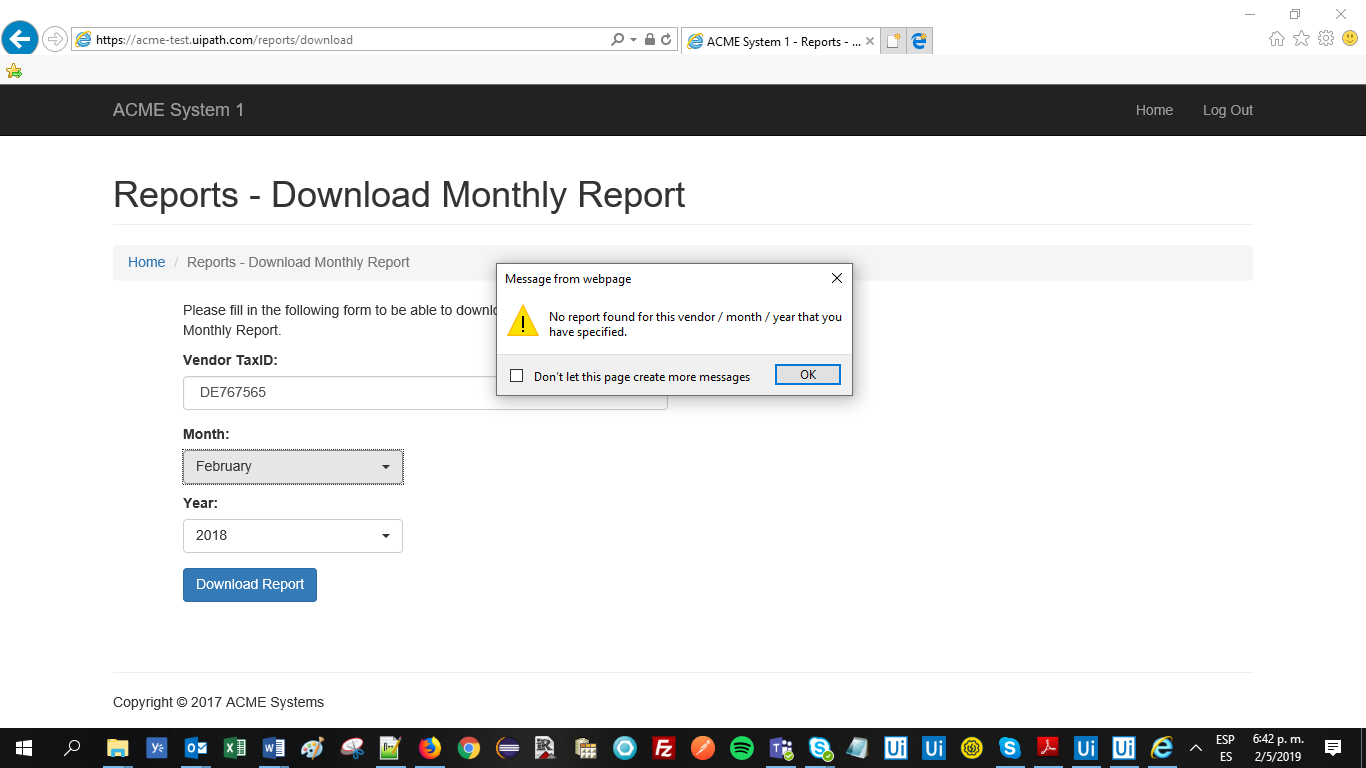 https://acme-test.uipath.com/reports/download
ACME System 1 - Reports - ...
ACME System 1
Home
Log Out
Reports - Download Monthly Report
Home / Reports - Download Monthly Report
Please fill in the following form to be able to downlo
Monthly Report.
Vendor TaxID:
DE767565
Month:
February
Year:
2018
Download Report
Message from webpage
No report found for this vendor / month / year that you
have specified.
Don't let this page create more messages
OK
Copyright © 2017 ACME Systems
ESP
ES
6:42 p. m.
2/5/2019